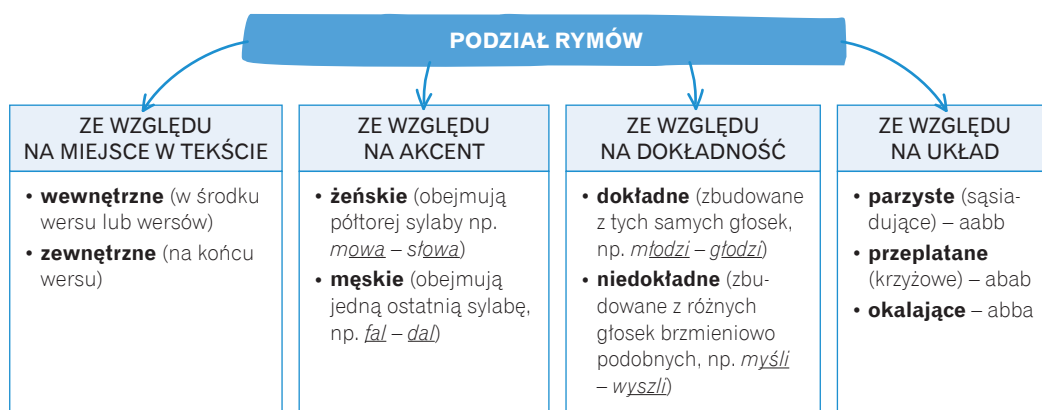 PODZIAŁ RYMÓW
ZE WZGLĘDU
NA MIEJSCE W TEKŚCIE
• wewnętrzne (w środku
wersu lub wersów)
• zewnętrzne (na końcu
wersu)
ZE WZGLĘDU
NA AKCENT
• żeńskie (obejmują
półtorej sylaby np.
mowa – słowa)
• męskie (obejmują
jedną ostatnią sylabę,
np. fal – dal)
ZE WZGLĘDU
NA DOKŁADNOŚĆ
• dokładne (zbudowane
z tych samych głosek,
np. młodzi – głodzi)
• niedokładne (zbu-
dowane z różnych
głosek brzmieniowo
podobnych, np. myśli
– wyszli)
ZE WZGLĘDU
NA UKŁAD
• parzyste (sąsia-
dujące) – aabb
• przeplatane
(krzyżowe) – abab
• okalające – abba